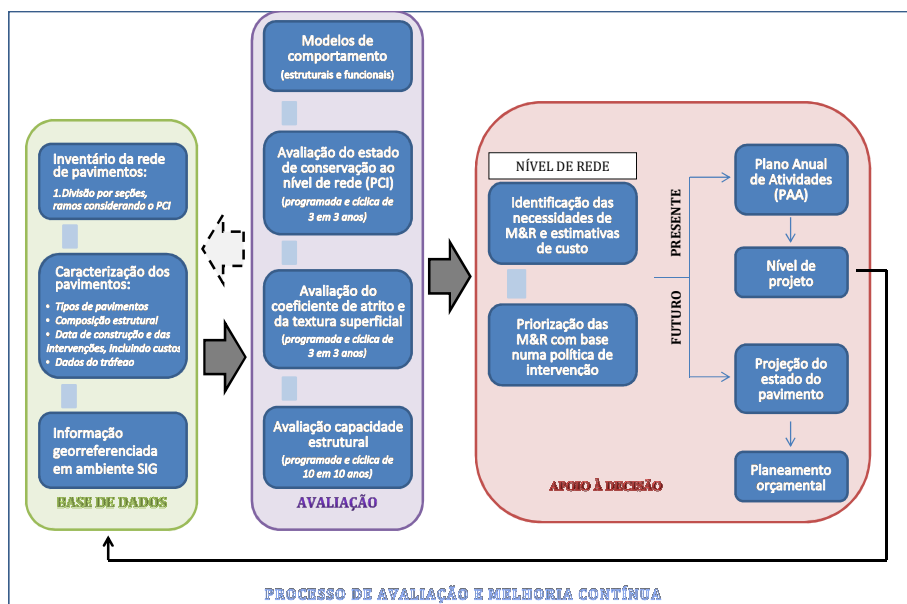 Inventário da rede
de pavimentos:
1.Divisão por seções,
ramos considerando o PCI
Caracterização dos
pavimentos:
• Tipos de pavimentos
• Composição estrutural
• Data de construção e das
intervenções, incluindo custos
• Dados do tráfego
Informação
georreferenciada
em ambiente SIG
BASE DE DADOS
Modelos de
comportamento
(estruturais e funcionais)
Avaliação do estado
de conservação ao
nível de rede (PCI)
(programada e cíclica de
3 em 3 anos)
Avaliação do
coeficiente de atrito e
da textura superficial
(programada e cíclica de
3 em 3 anos)
Avaliação capacidade
estrutural
(programada e cíclica de
10 em 10 anos)
AVALIAÇÃO
NÍVEL DE REDE
Identificação das
necessidades de
M&R e estimativas
de custo
Priorização das
M&R com base
numa política de
intervenção
PRESENTE
FUTURO
Plano Anual
de Atividades
(PAA)
Nível de
projeto
Projeção do
estado do
pavimento
Planeamento
orçamental
APOIO À DECISÃO
PROCESSO DE AVALIAÇÃO E MELHORIA CONTÍNUA